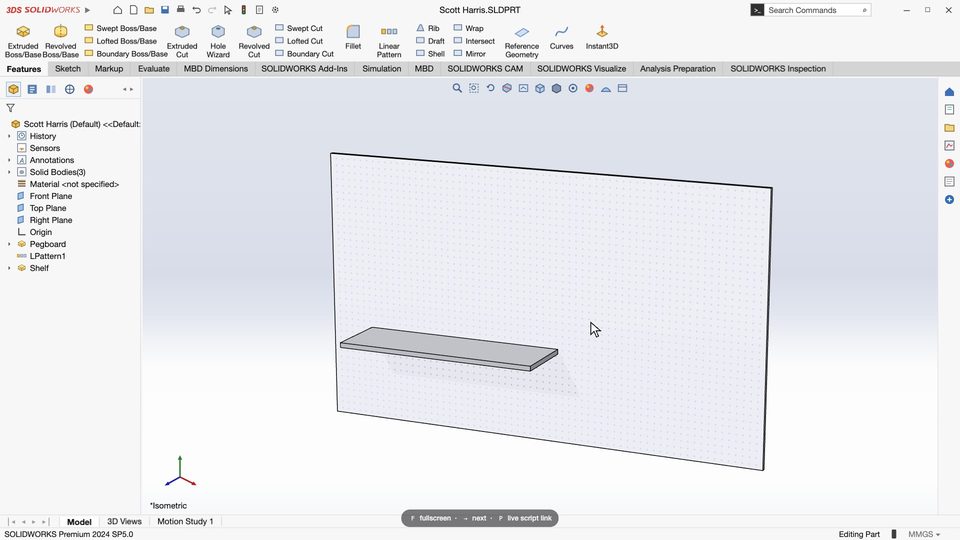 3DS SOLIDWORKS
Scott Harris.SLDPRT
Search Commands
Extruded Boss/Base
Revolved Boss/Base
Swept Boss/Base
Lofted Boss/Base
Boundary Boss/Base
Extruded Cut
Hole Wizard
Revolved Cut
Swept Cut
Lofted Cut
Boundary Cut
Fillet
Linear Pattern
Rib
Draft
Shell
Wrap
Intersect
Mirror
Reference Geometry
Curves
Instant3D
Features Sketch Markup Evaluate MBD Dimensions SOLIDWORKS Add-Ins Simulation MBD SOLIDWORKS CAM SOLIDWORKS Visualize Analysis Preparation SOLIDWORKS Inspection
Scott Harris (Default) <<Default:
History
Sensors
A Annotations
Solid Bodies(3)
Material <not specified>
Front Plane
Top Plane
Right Plane
Origin
Pegboard
LPattern1
Shelf
*Isometric
F fullscreen · → next · P live script link
Model 3D Views Motion Study 1
SOLIDWORKS Premium 2024 SP5.0
Editing Part
MMGS